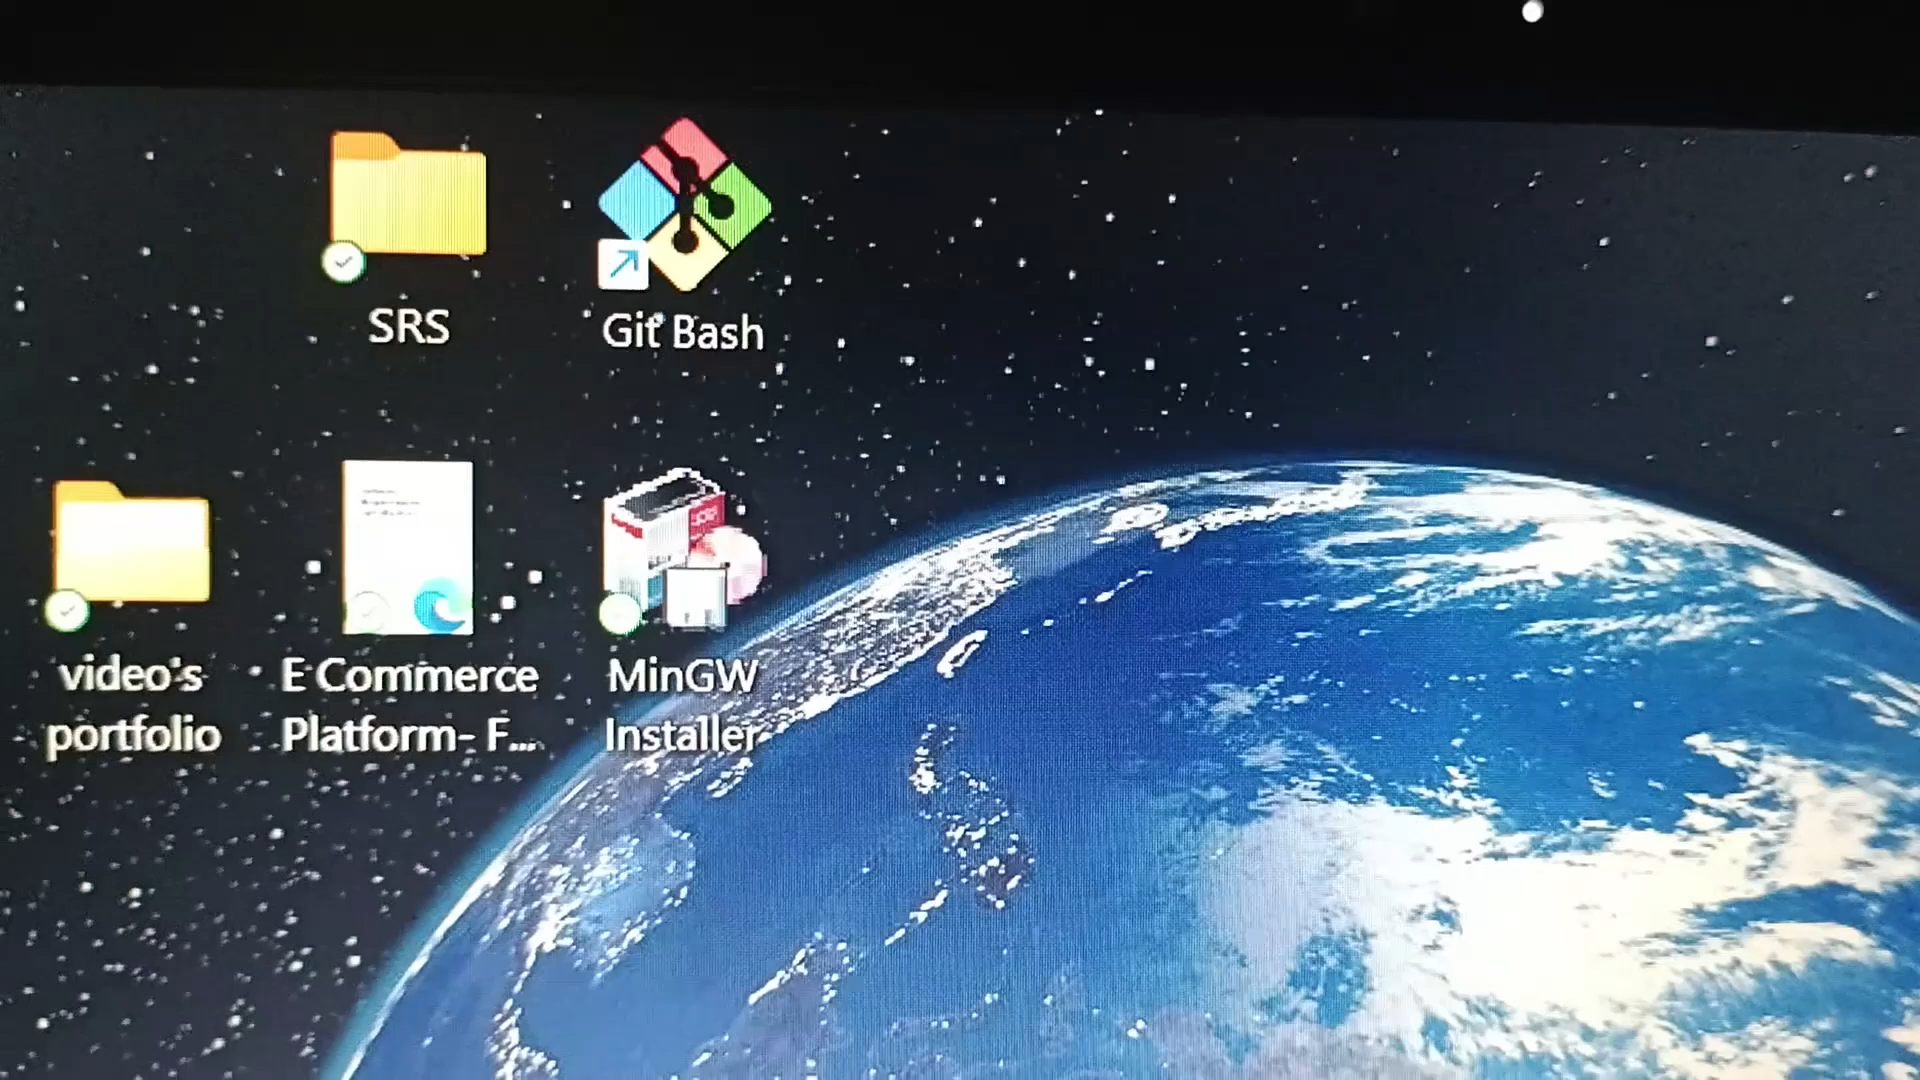 SRS
Git Bash
video's
portfolio
E Commerce
Platform- F...
MinGW
Installer